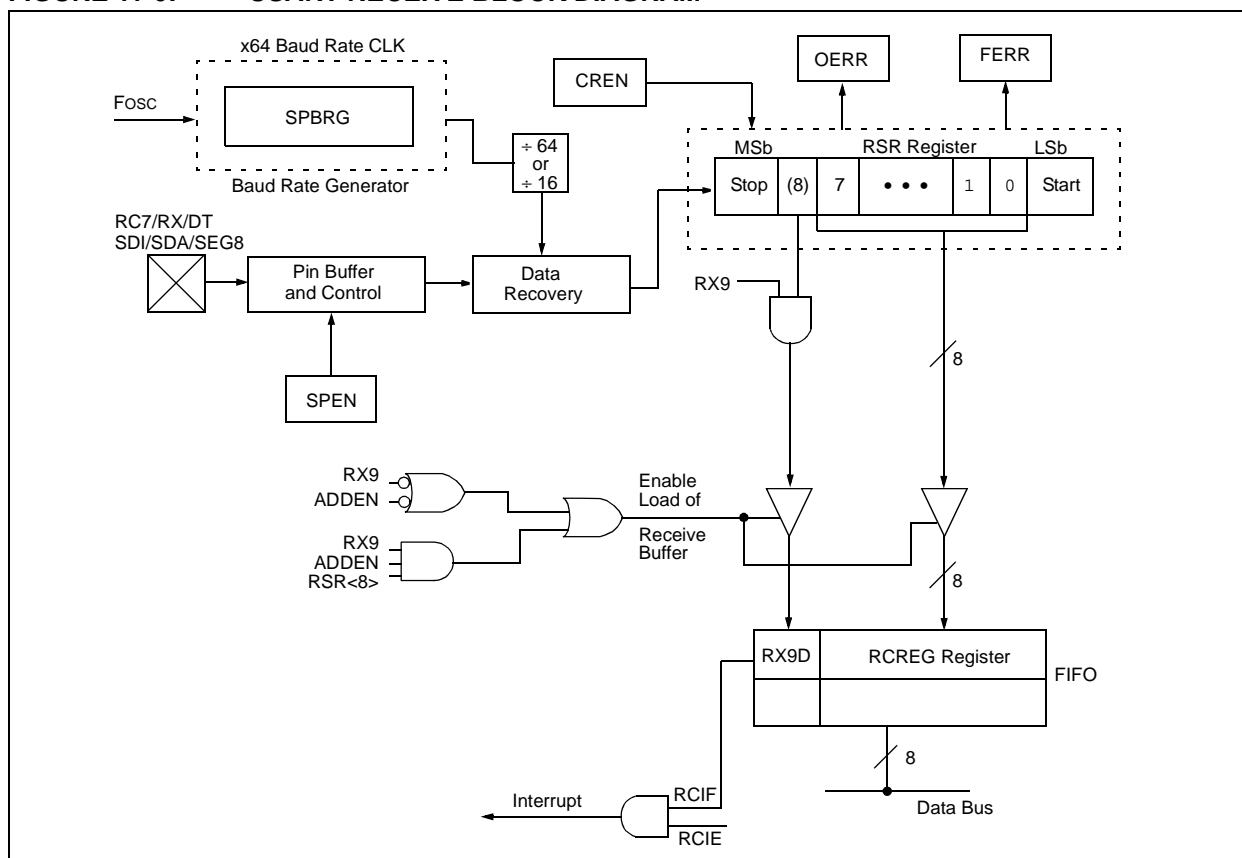 x64 Baud Rate CLK
FOSC
SPBRG
Baud Rate Generator
÷ 64
or
÷ 16
CREN
OERR
FERR
MSb
RSR Register
LSb
Stop
(8)
7
• • •
1
0
Start
RC7/RX/DT
SDI/SDA/SEG8
Pin Buffer
and Control
Data
Recovery
SPEN
RX9
8
RX9
ADDEN
RX9
ADDEN
RSR<8>
Enable
Load of
Receive
Buffer
8
RX9D
RCREG Register
FIFO
8
Data Bus
Interrupt
RCIF
RCIE